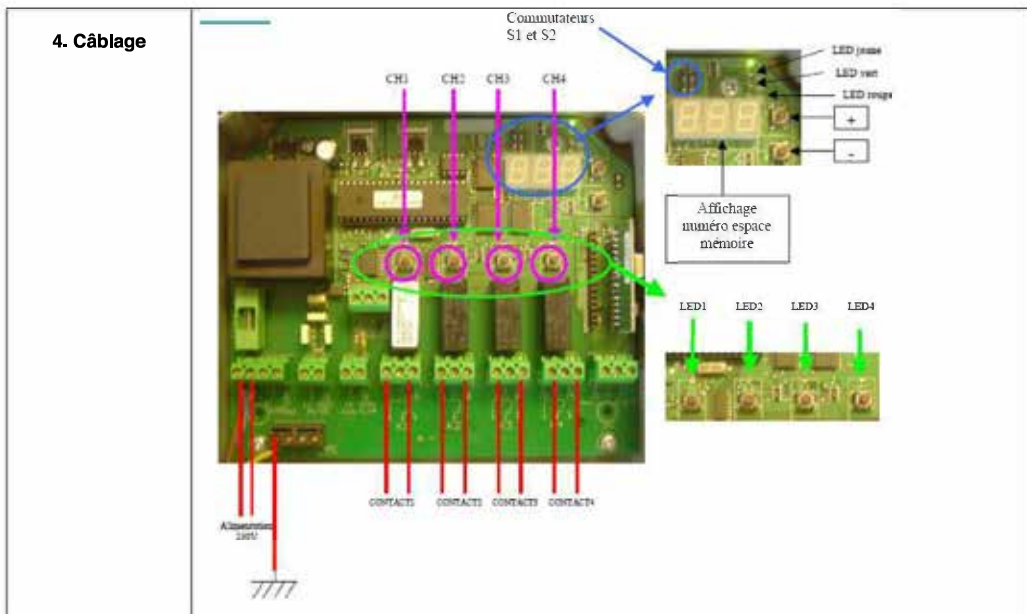 4. Câblage
Commutateurs
S1 et S2
LED jaune
LED vert
LED rouge
+
-
CH1
CH2
CH3
CH4
Affichage
numéro espace
mémoire
LED1
LED2
LED3
LED4
CONTACT1
CONTACT2
CONTACT3
CONTACT4
Alimentation
230V